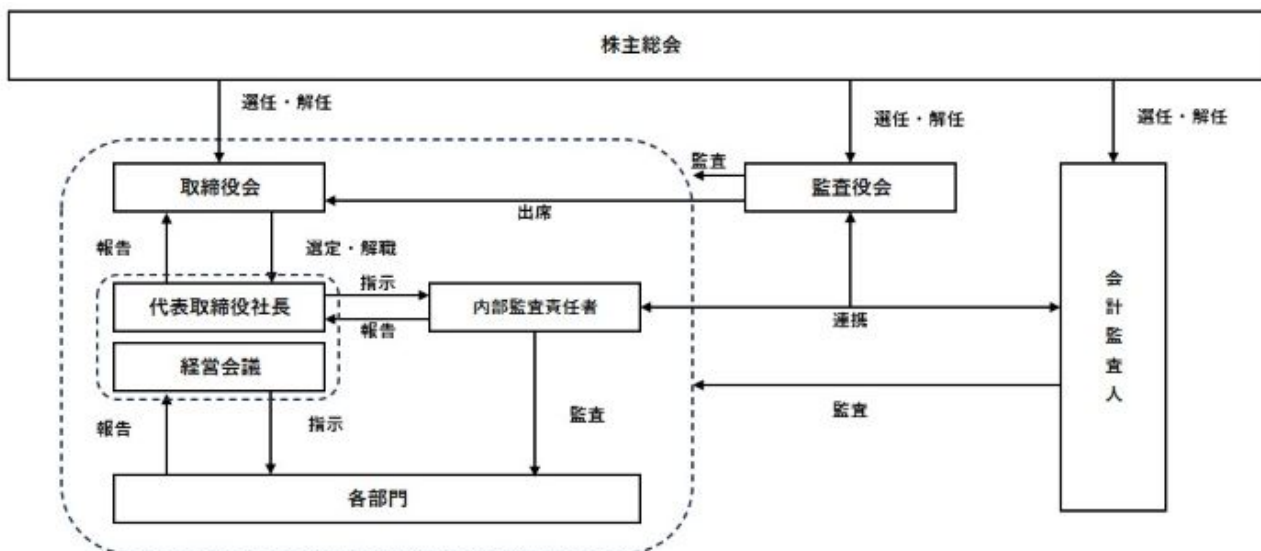 株主総会
選任・解任
選任・解任
選任・解任
監査
取締役会
監査役会
出席
報告
選定・解職
指示
代表取締役社長
内部監査責任者
報告
連携
会計監査人
経営会議
報告
指示
監査
監査
各部門